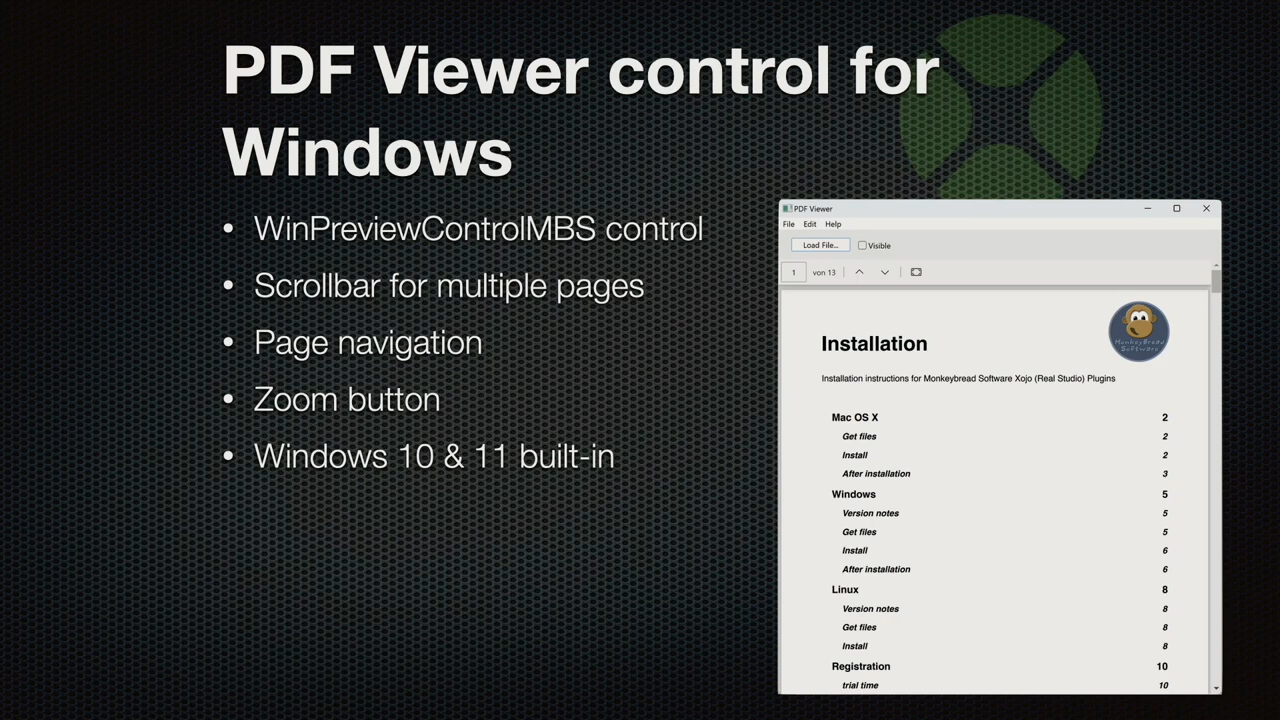 PDF Viewer control for
Windows
• WinPreviewControlMBS control
• Scrollbar for multiple pages
• Page navigation
• Zoom button
• Windows 10 & 11 built-in
PDF Viewer
File Edit Help
Load File... Visible
1 von 13
MonkeyBread
Software
Installation
Installation instructions for Monkeybread Software Xojo (Real Studio) Plugins
Mac OS X 2
Get files 2
Install 2
After installation 3
Windows 5
Version notes 5
Get files 5
Install 6
After installation 6
Linux 8
Version notes 8
Get files 8
Install 8
Registration 10
trial time 10